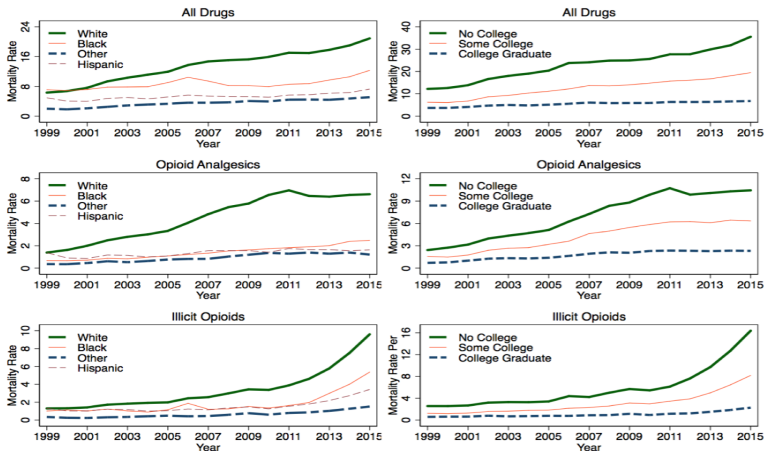 All Drugs
Mortality Rate
24
16
8
0
White
Black
Other
Hispanic
1999 2001 2003 2005 2007 2009 2011 2013 2015
Year
All Drugs
Mortality Rate
40
30
20
10
0
No College
Some College
College Graduate
1999 2001 2003 2005 2007 2009 2011 2013 2015
Year
Opioid Analgesics
Mortality Rate
8
6
4
2
0
White
Black
Other
Hispanic
1999 2001 2003 2005 2007 2009 2011 2013 2015
Year
Opioid Analgesics
Mortality Rate
12
9
6
3
0
No College
Some College
College Graduate
1999 2001 2003 2005 2007 2009 2011 2013 2015
Year
Illicit Opioids
Mortality Rate
10
8
6
4
2
0
White
Black
Other
Hispanic
1999 2001 2003 2005 2007 2009 2011 2013 2015
Year
Illicit Opioids
Mortality Rate Per
16
12
8
4
0
No College
Some College
College Graduate
1999 2001 2003 2005 2007 2009 2011 2013 2015
Year